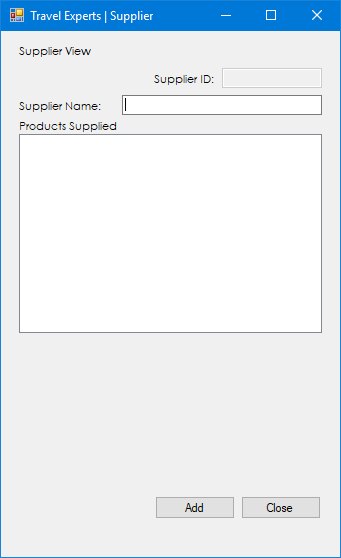 Travel Experts | Supplier
Supplier View
Supplier ID:
Supplier Name:
Products Supplied
Add Close